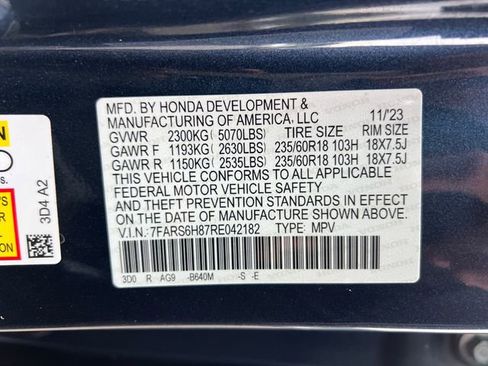 MFD. BY HONDA DEVELOPMENT &
MANUFACTURING OF AMERICA, LLC 11/23
GVWR 2300KG( 5070LBS) TIRE SIZE RIM SIZE
GAWR F 1193KG( 2630LBS) 235/60R18 103H 18X7.5J
GAWR R 1150KG( 2535LBS) 235/60R18 103H 18X7.5J
THIS VEHICLE CONFORMS TO ALL APPLICABLE
FEDERAL MOTOR VEHICLE SAFETY
AND THEFT PREVENTION STANDARDS IN EFFECT
ON THE DATE OF MANUFACTURE SHOWN ABOVE.
V.I.N.:7FARS6H87RE042182 TYPE: MPV
3D0 R AG9 -B640M -S -E
3D4 A2